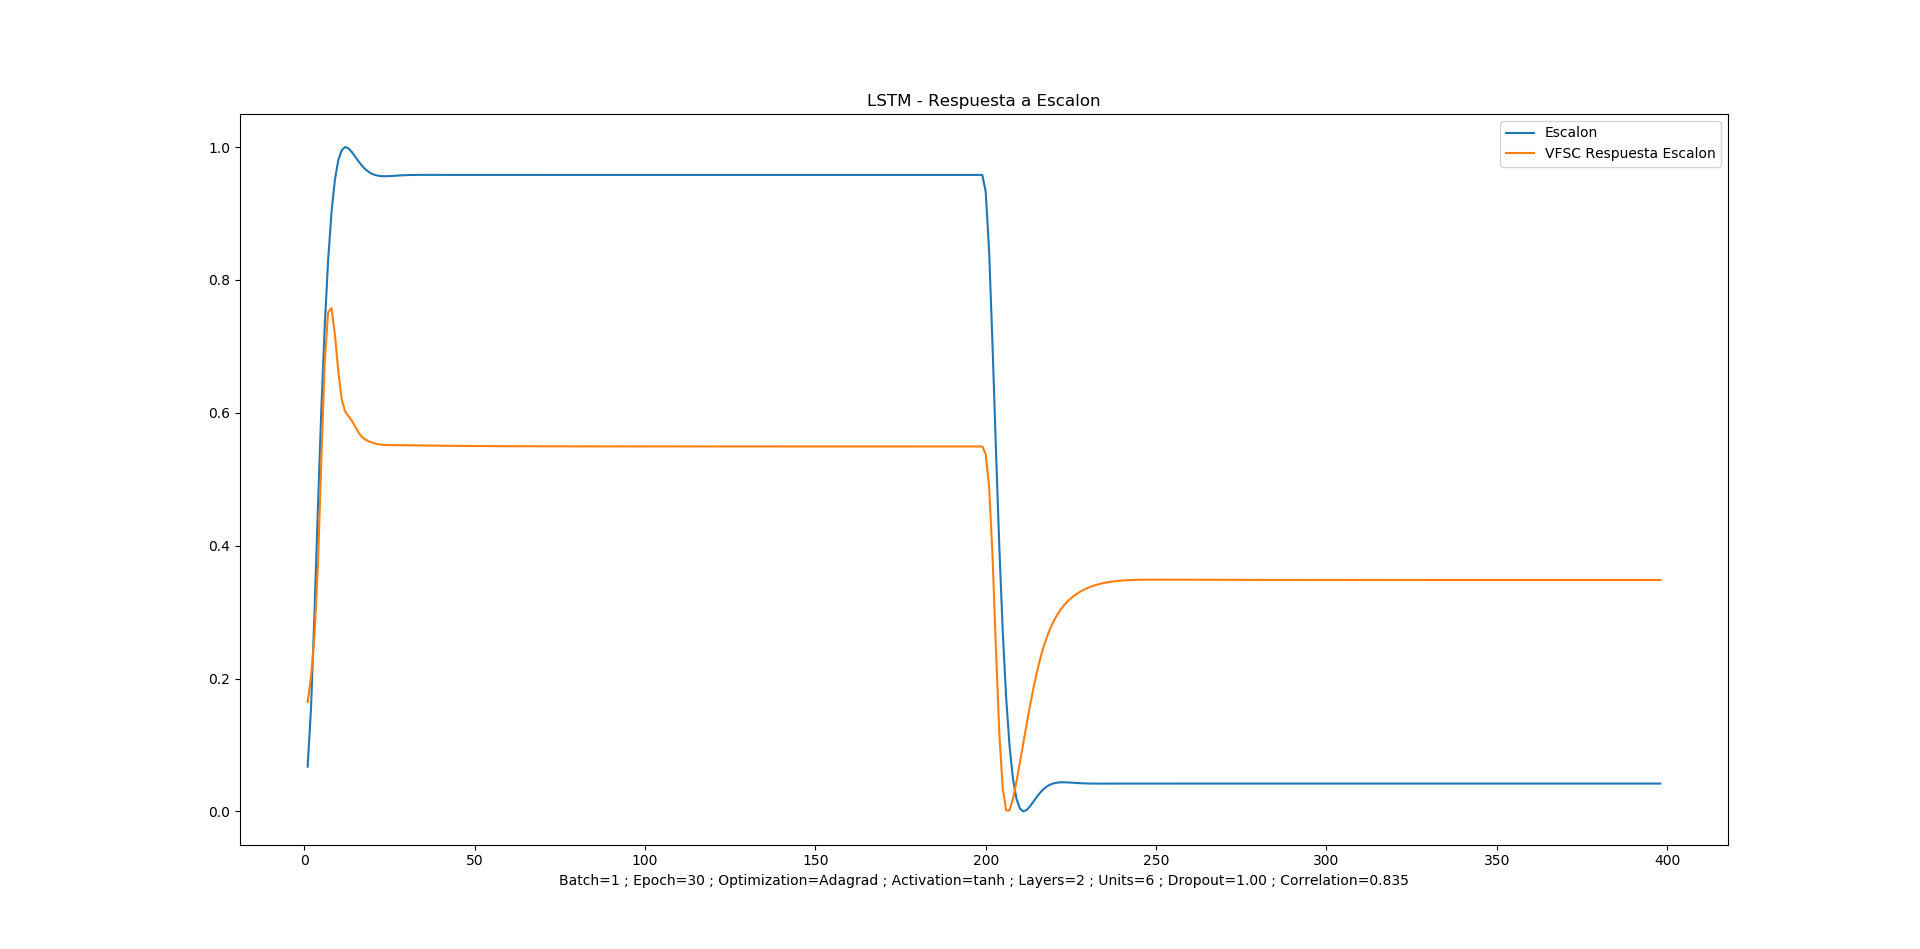 LSTM - Respuesta a Escalon
Escalon
VFSC Respuesta Escalon
1.0
0.8
0.6
0.4
0.2
0.0
0 50 100 150 200 250 300 350 400
Batch=1 ; Epoch=30 ; Optimization=Adagrad ; Activation=tanh ; Layers=2 ; Units=6 ; Dropout=1.00 ; Correlation=0.835